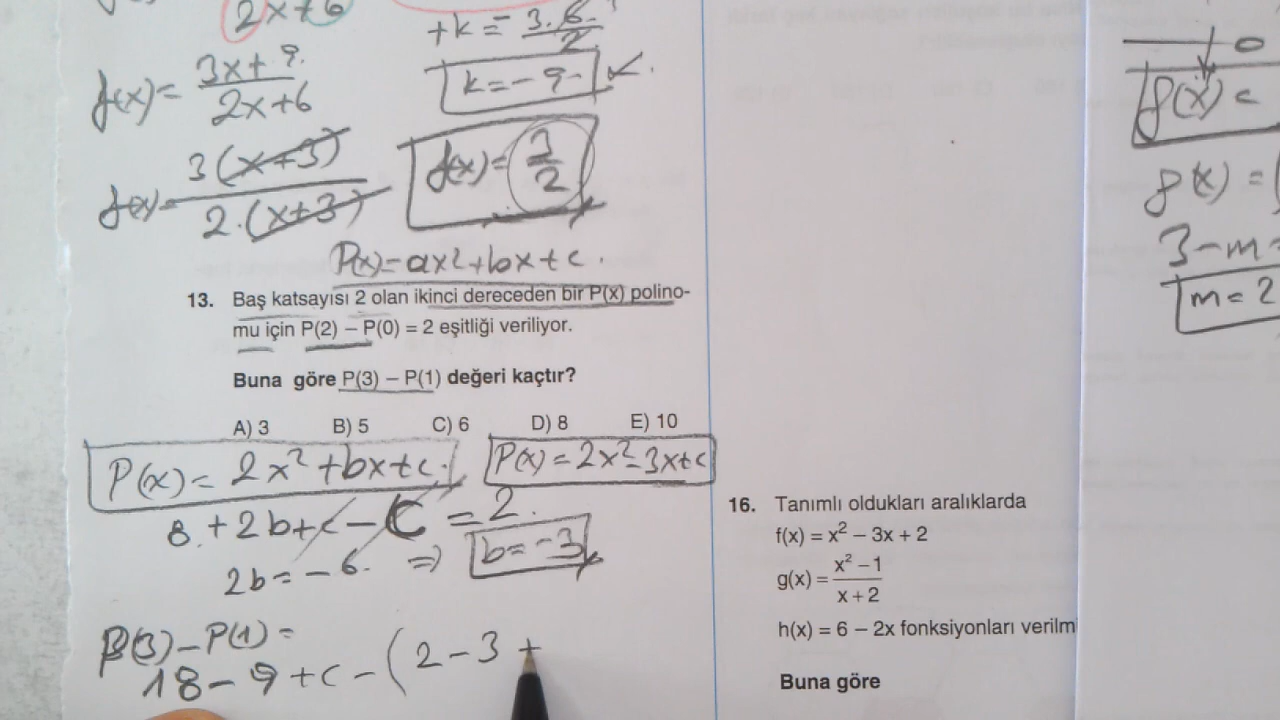 2x+6
+k = 3.6 / 2
f(x) = 3x+9 / 2x+6
k = -9
f(x) = 3(x+3) / 2.(x+3)
f(x) = 3/2
P(x) = ax2+bx+c.
13. Baş katsayısı 2 olan ikinci dereceden bir P(x) polino-
mu için P(2) – P(0) = 2 eşitliği veriliyor.
Buna göre P(3) – P(1) değeri kaçtır?
A) 3 B) 5 C) 6 D) 8 E) 10
P(x) = 2x²+bx+c.
P(x) = 2x²-3x+c
8 + 2b+c - c = 2.
2b = -6. ⇒ b = -3
P(3) - P(1) =
18 - 9 + c - ( 2 - 3 +
16. Tanımlı oldukları aralıklarda
f(x) = x² – 3x + 2
g(x) = x² – 1 / x + 2
h(x) = 6 – 2x fonksiyonları verilm
Buna göre
f(x) =
f(x) =
3 - m
m = 2